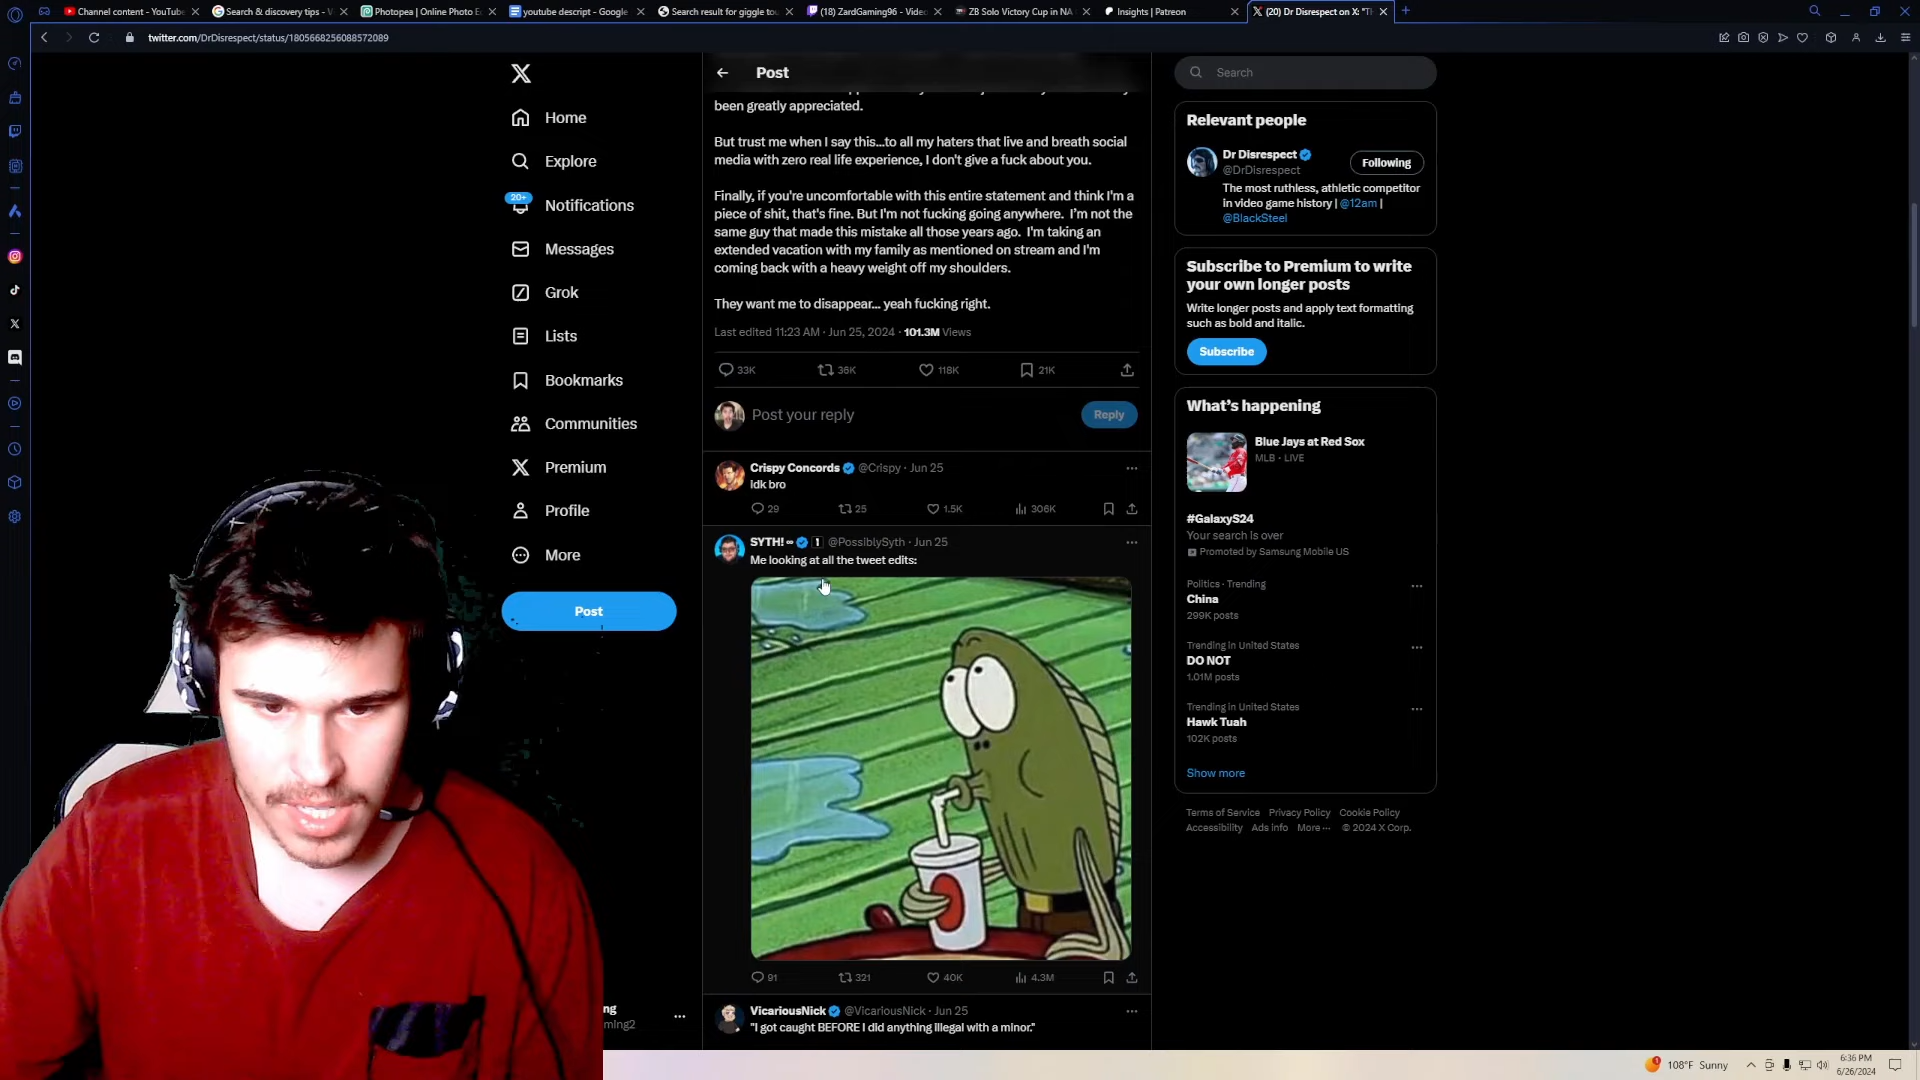 Channel content - YouTube
Search & discovery tips - V
Photopea | Online Photo E
youtube descript - Google
Search result for giggle tou
(18) ZardGaming96 - Video
ZB Solo Victory Cup in NA
Insights | Patreon
(20) Dr Disrespect on X: "Th
twitter.com/DrDisrespect/status/1805668256088572089
Home
Explore
20+
Notifications
Messages
Grok
Lists
Bookmarks
Communities
Premium
Profile
More
Post
ng
ming2
Post
been greatly appreciated.
But trust me when I say this...to all my haters that live and breath social
media with zero real life experience, I don't give a fuck about you.
Finally, if you're uncomfortable with this entire statement and think I'm a
piece of shit, that's fine. But I'm not fucking going anywhere. I'm not the
same guy that made this mistake all those years ago. I'm taking an
extended vacation with my family as mentioned on stream and I'm
coming back with a heavy weight off my shoulders.
They want me to disappear... yeah fucking right.
Last edited 11:23 AM · Jun 25, 2024 · 101.3M Views
33K 36K 118K 21K
Post your reply
Reply
Crispy Concords @Crispy · Jun 25
idk bro
29 25 1.5K 306K
SYTH! ∞ 1 @PossiblySyth · Jun 25
Me looking at all the tweet edits:
91 321 40K 4.3M
VicariousNick @VicariousNick · Jun 25
"I got caught BEFORE I did anything illegal with a minor."
Search
Relevant people
Dr Disrespect
@DrDisrespect
Following
The most ruthless, athletic competitor
in video game history | @12am |
@BlackSteel
Subscribe to Premium to write
your own longer posts
Write longer posts and apply text formatting
such as bold and italic.
Subscribe
What's happening
Blue Jays at Red Sox
MLB · LIVE
#GalaxyS24
Your search is over
Promoted by Samsung Mobile US
Politics · Trending
China
299K posts
Trending in United States
DO NOT
1.01M posts
Trending in United States
Hawk Tuah
102K posts
Show more
Terms of Service Privacy Policy Cookie Policy
Accessibility Ads info More ··· © 2024 X Corp.
1
108°F Sunny
6:36 PM
6/26/2024